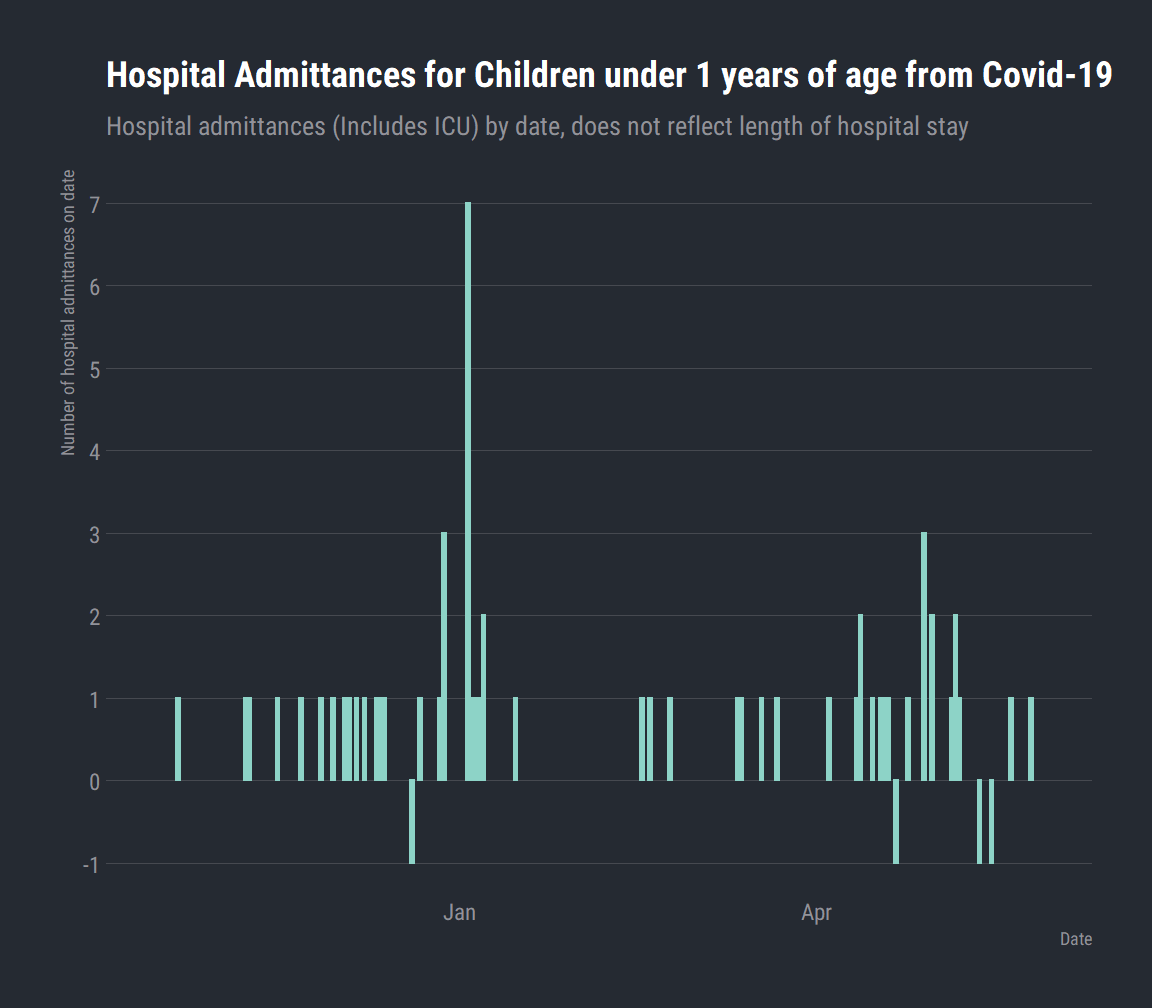 Hospital Admittances for Children under 1 years of age from Covid-19
Hospital admittances (Includes ICU) by date, does not reflect length of hospital stay
Number of hospital admittances on date
7
6
5
4
3
2
1
0
-1
Jan
Apr
Date